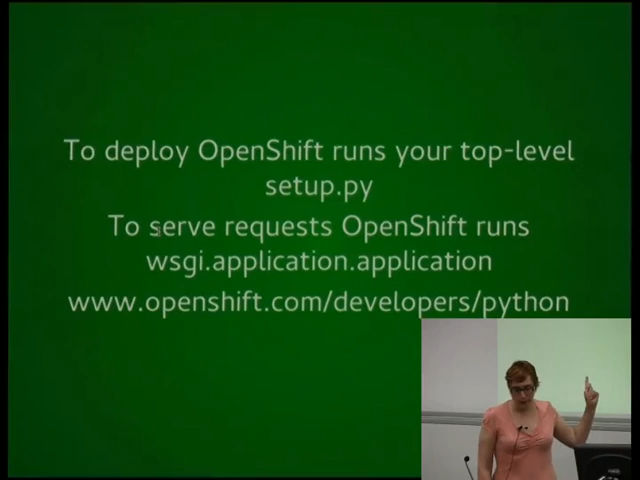 To deploy OpenShift runs your top-level
setup.py
To serve requests OpenShift runs
wsgi.application.application
www.openshift.com/developers/python